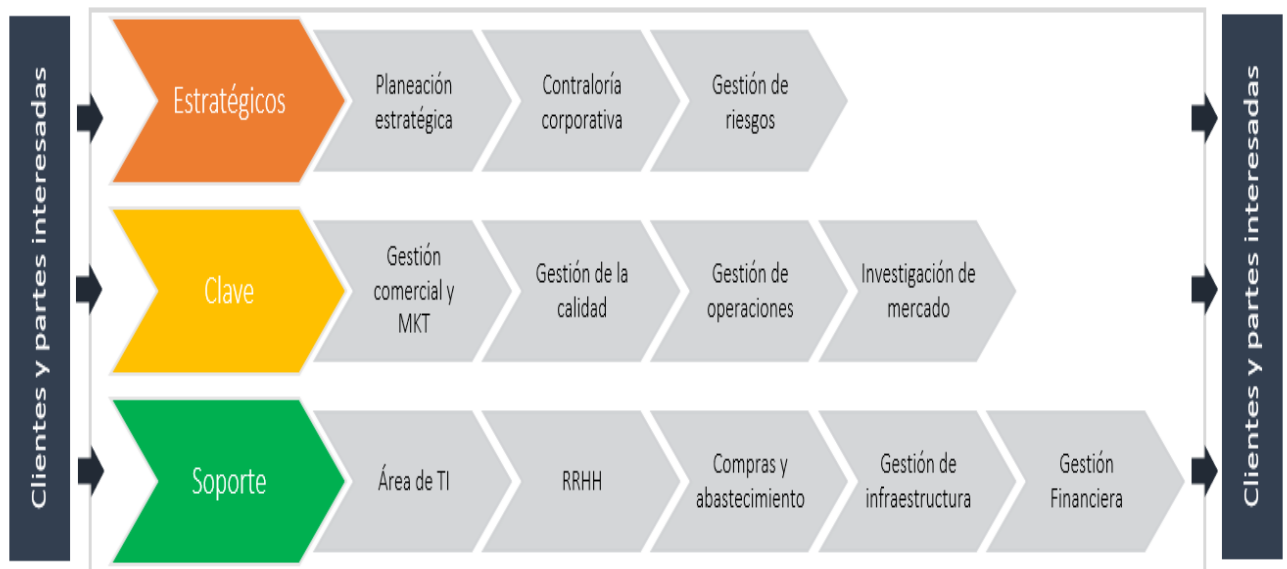 Clientes y partes interesadas
Estratégicos
Planeación
estratégica
Contraloría
corporativa
Gestión de
riesgos
Clave
Gestión
comercial y
MKT
Gestión de la
calidad
Gestión de
operaciones
Investigación de
mercado
Soporte
Área de TI
RRHH
Compras y
abastecimiento
Gestión de
infraestructura
Gestión
Financiera
Clientes y partes interesadas